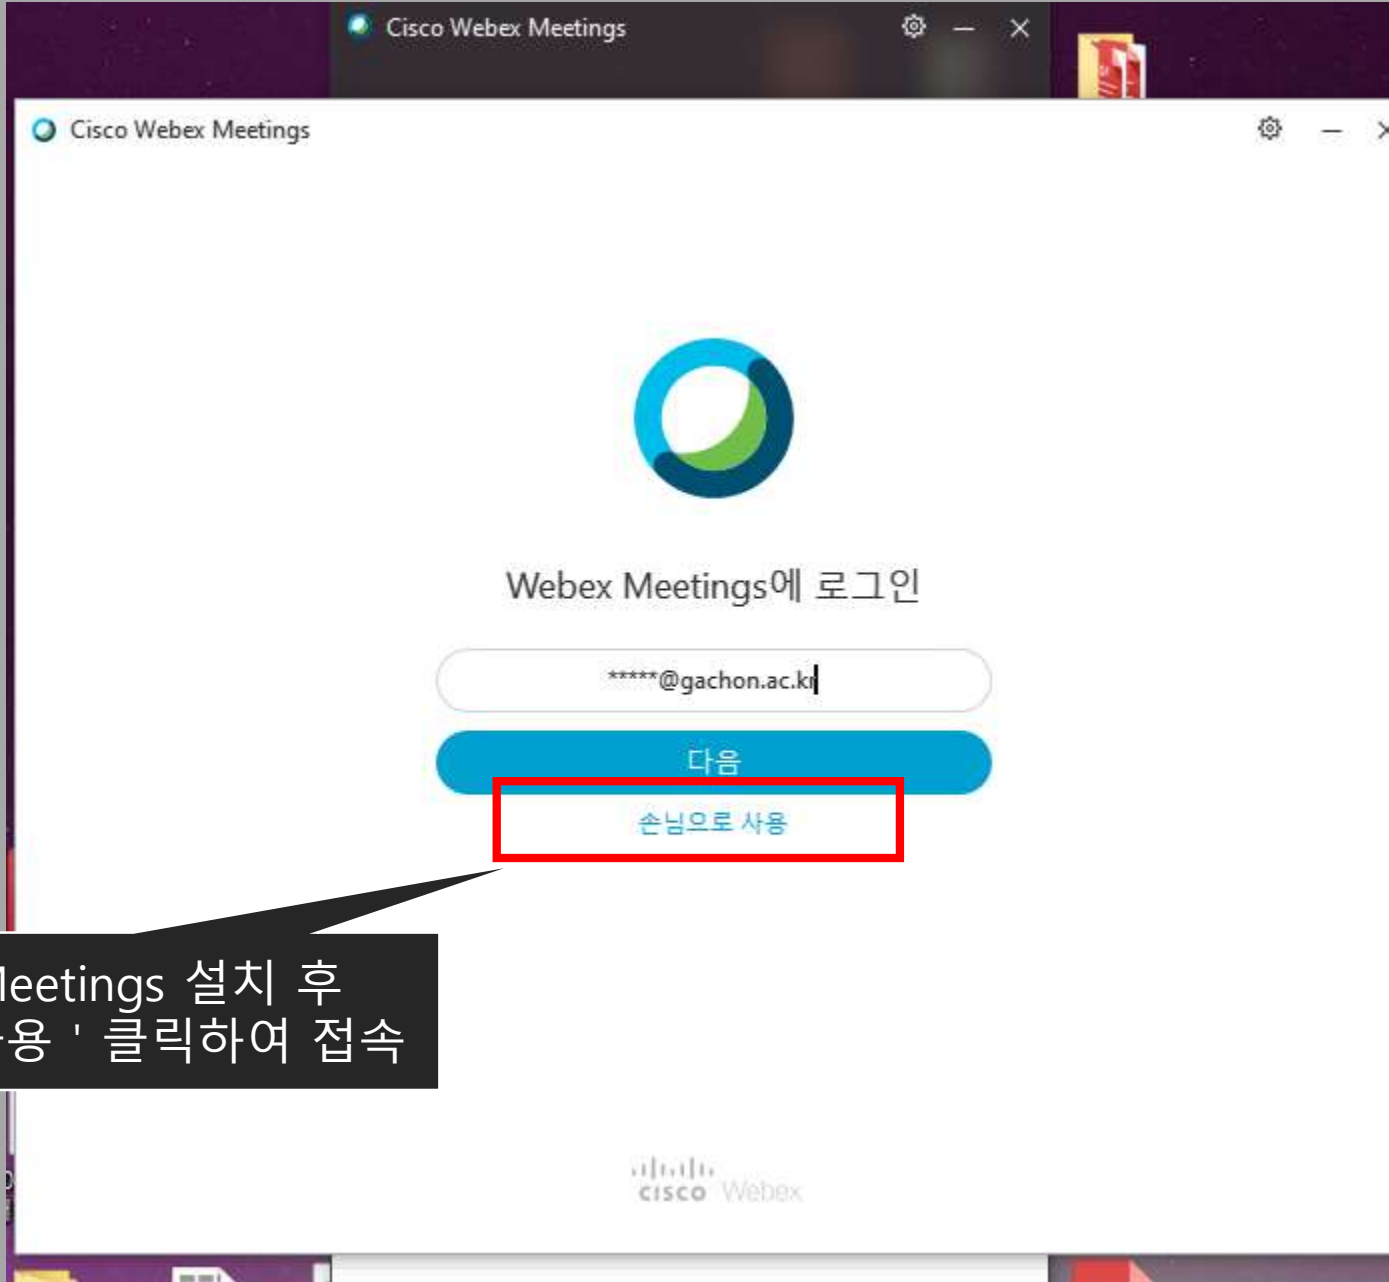 Cisco Webex Meetings
Cisco Webex Meetings
Webex Meetings에 로그인
*****@gachon.ac.kr
다음
손님으로 사용
설치 후
' 클릭하여 접속
cisco Webex